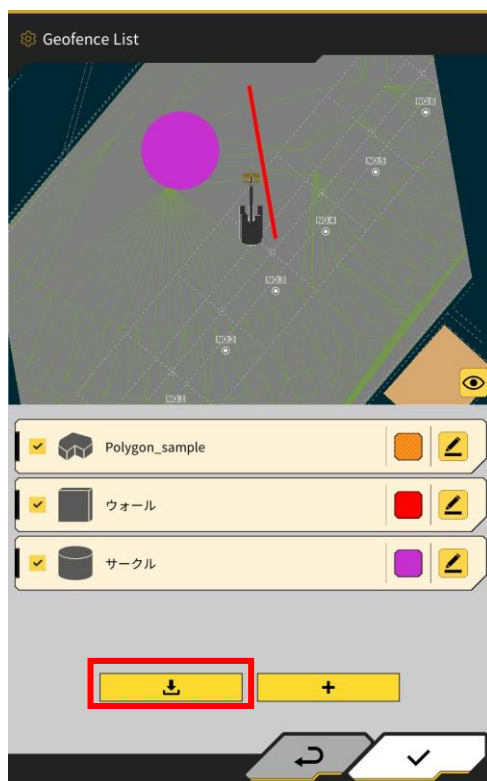 Geofence List
NO.6
NO.5
NO.4
NO.3
NO.2
NO.1
Polygon_sample
ウォール
サークル